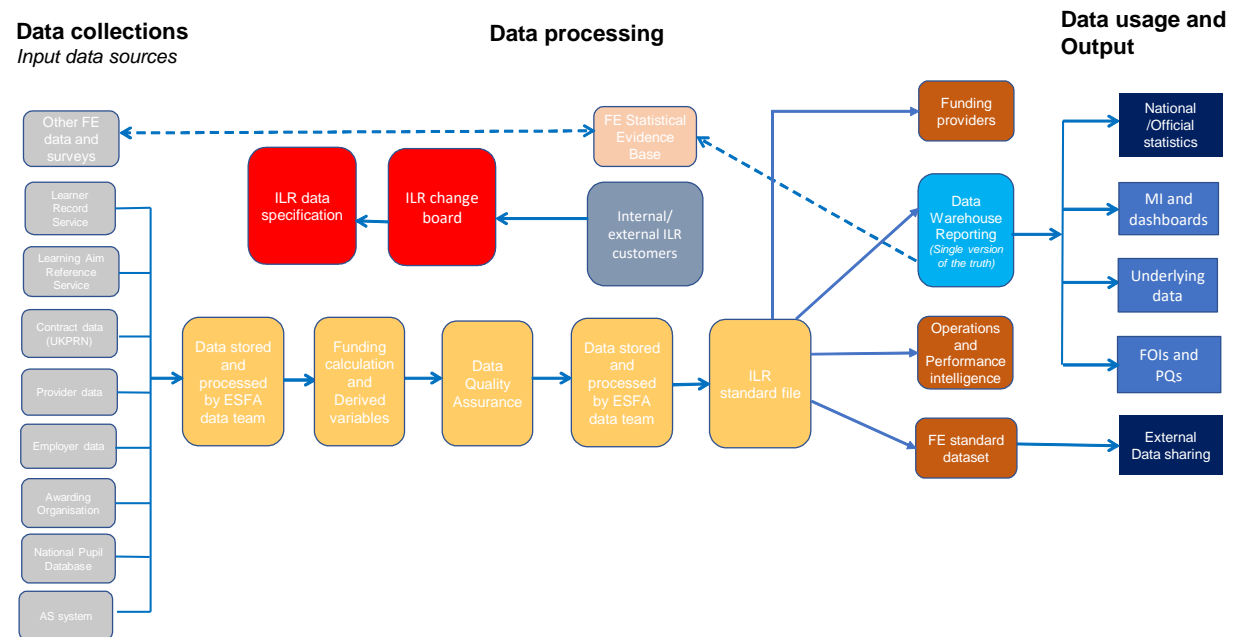 Data collections
Input data sources
Data processing
Data usage and
Output
Other FE
data and
surveys
Learner
Record
Service
Learning Aim
Reference
Service
Contract data
(UKPRN)
Provider data
Employer data
Awarding
Organisation
National Pupil
Database
AS system
ILR data
specification
ILR change
board
FE Statistical
Evidence
Base
Internal/
external ILR
customers
Data stored
and
processed
by ESFA
data team
Funding
calculation
and
Derived
variables
Data
Quality
Assurance
Data stored
and
processed
by ESFA
data team
ILR
standard file
Funding
providers
Data
Warehouse
Reporting
(Single version
of the truth)
Operations
and
Performance
intelligence
FE standard
dataset
National
/Official
statistics
MI and
dashboards
Underlying
data
FOIs and
PQs
External
Data sharing